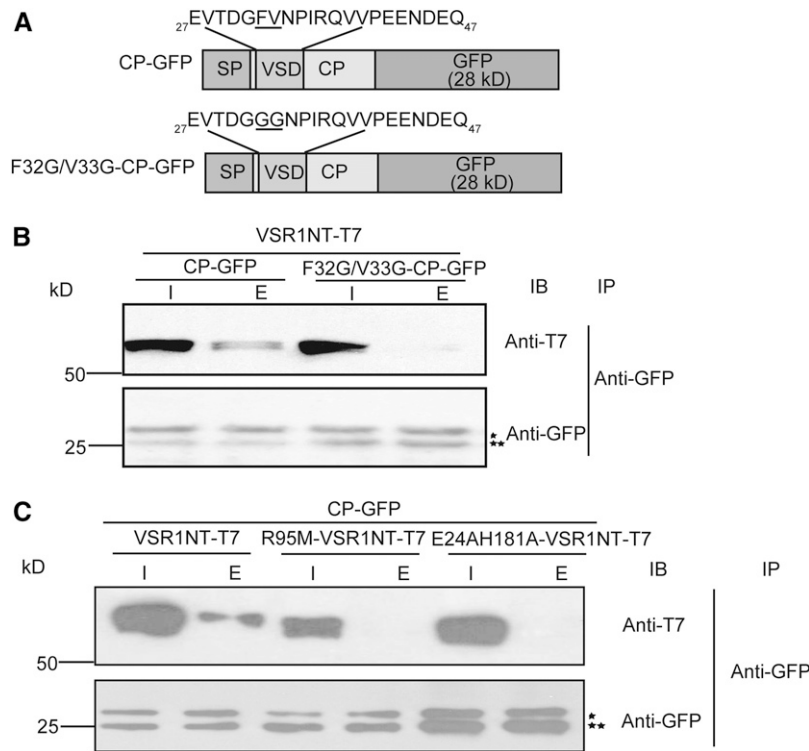 A
27EVTDGFVNPIRQVVPEENDEQ47
CP-GFP SP VSD CP GFP (28 kD)
27EVTDGGGNPIRQVVPEENDEQ47
F32G/V33G-CP-GFP SP VSD CP GFP (28 kD)
B
VSR1NT-T7
CP-GFP F32G/V33G-CP-GFP
kD I E I E IB IP
Anti-T7
50 Anti-GFP
25 Anti-GFP
★
★★
C
CP-GFP
VSR1NT-T7 R95M-VSR1NT-T7 E24AH181A-VSR1NT-T7
kD I E I E I E IB IP
Anti-T7
50 Anti-GFP
25 Anti-GFP
★
★★